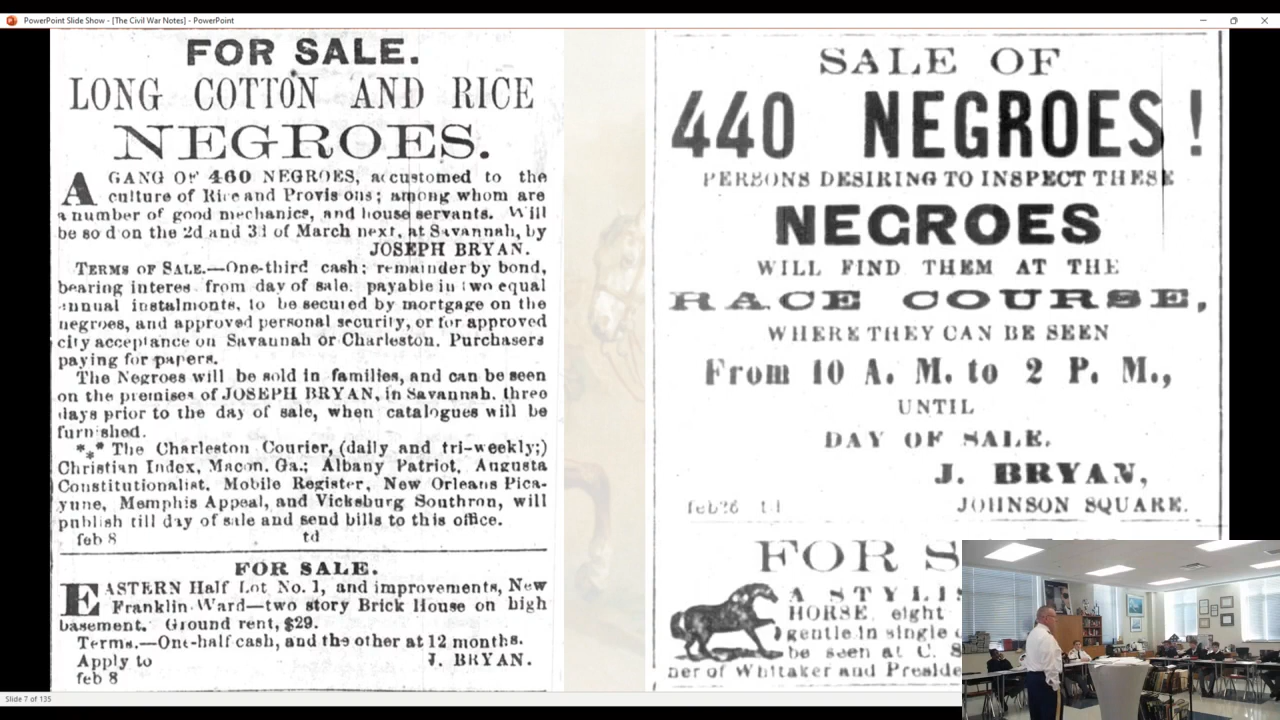 PowerPoint Slide Show - [The Civil War Notes] - PowerPoint
FOR SALE.
LONG COTTON AND RICE
NEGROES.
A GANG OF 460 NEGROES, accustomed to the
culture of Rice and Provisions; among whom are
a number of good mechanics, and house servants. Will
be sold on the 2d and 3d of March next, at Savannah, by
JOSEPH BRYAN.
TERMS OF SALE.—One-third cash; remainder by bond,
bearing interest from day of sale, payable in two equal
annual instalments, to be secured by mortgage on the
negroes, and approved personal security, or for approved
city acceptance on Savannah or Charleston. Purchasers
paying for papers.
The Negroes will be sold in families, and can be seen
on the premises of JOSEPH BRYAN, in Savannah, three
days prior to the day of sale, when catalogues will be
furnished.
*** The Charleston Courier, (daily and tri-weekly;)
Christian Index, Macon, Ga.; Albany Patriot, Augusta
Constitutionalist, Mobile Register, New Orleans Pica-
yune, Memphis Appeal, and Vicksburg Southron, will
publish till day of sale and send bills to this office.
feb 8 td
FOR SALE.
EASTERN Half Lot No. 1, and improvements, New
Franklin Ward—two story Brick House on high
basement. Ground rent, $29.
Terms.—One-half cash, and the other at 12 months.
Apply to J. BRYAN.
feb 8
SALE OF
440 NEGROES!
PERSONS DESIRING TO INSPECT THESE
NEGROES
WILL FIND THEM AT THE
RACE COURSE,
WHERE THEY CAN BE SEEN
From 10 A. M. to 2 P. M.,
UNTIL
DAY OF SALE.
J. BRYAN,
feb26 td JOHNSON SQUARE.
FOR S
A STYLIS
HORSE, eight
gentle in single
be seen at C. S
ner of Whitaker and Preside
Slide 7 of 135